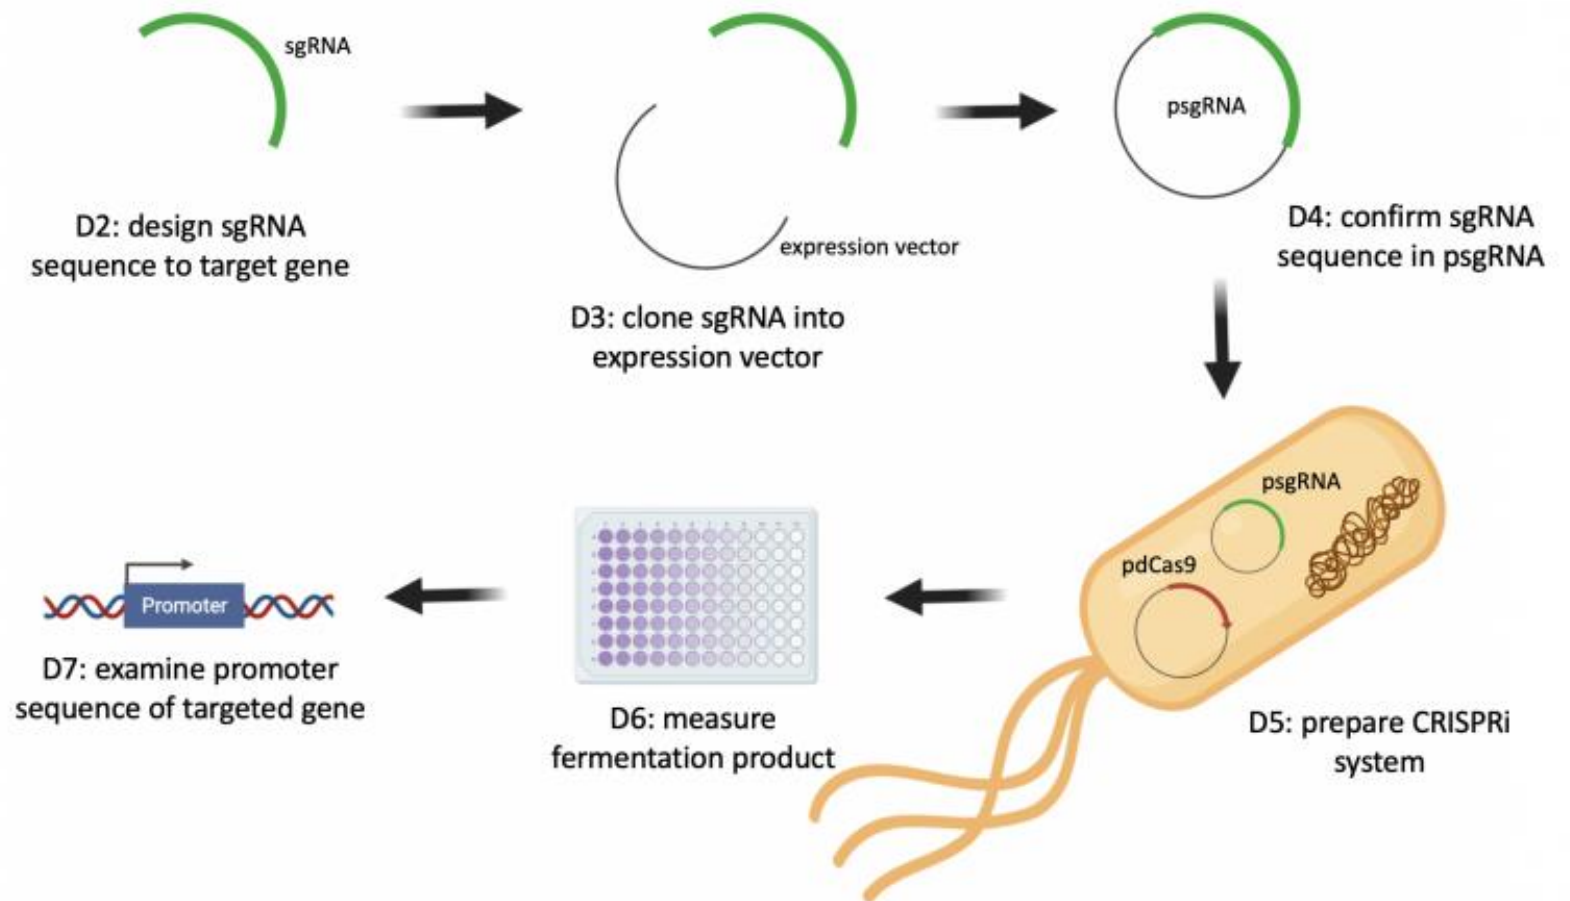 sgRNA
D2: design sgRNA
sequence to target gene
expression vector
D3: clone sgRNA into
expression vector
psgRNA
D4: confirm sgRNA
sequence in psgRNA
psgRNA
pdCas9
D5: prepare CRISPRi
system
D6: measure
fermentation product
Promoter
D7: examine promoter
sequence of targeted gene